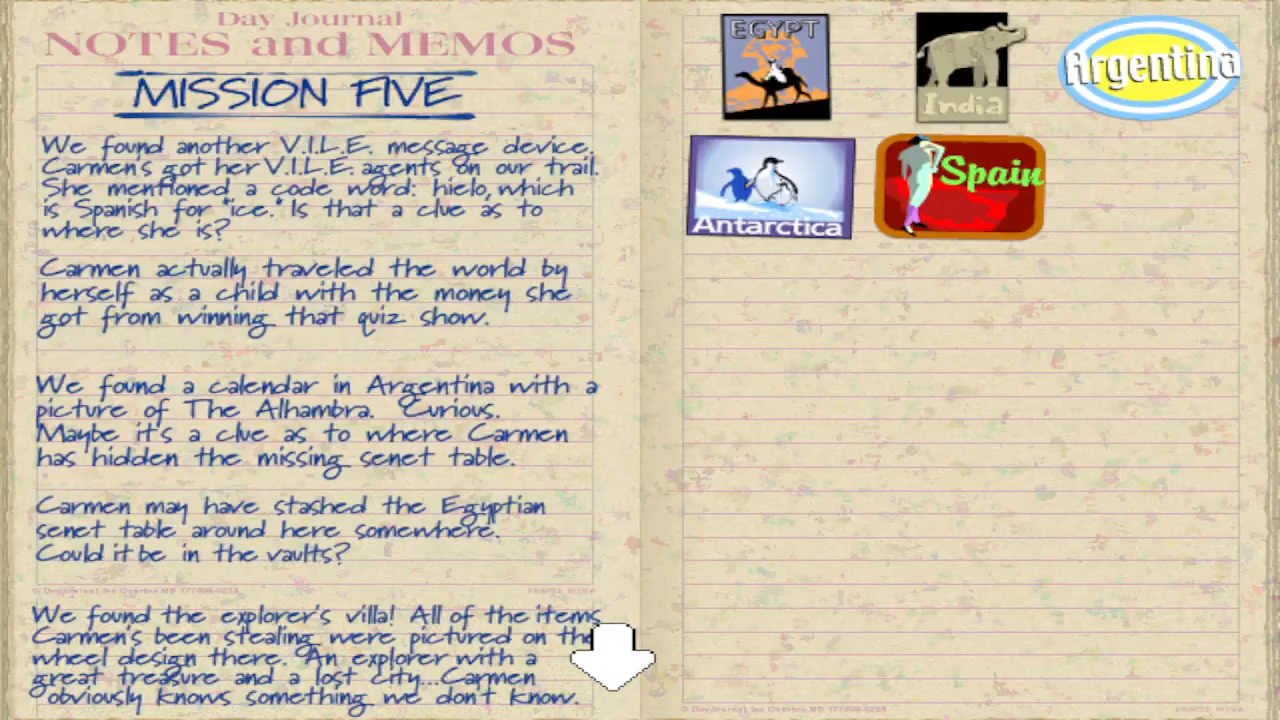 Day Journal
NOTES and MEMOS
MISSION FIVE
We found another V.I.L.E. message device.
Carmen's got her V.I.L.E. agents on our trail.
She mentioned a code word: hielo, which
is Spanish for "ice." Is that a clue as to
where she is?
Carmen actually traveled the world by
herself as a child with the money she
got from winning that quiz show.
We found a calendar in Argentina with a
picture of The Alhambra. Curious.
Maybe it's a clue as to where Carmen
has hidden the missing senet table.
Carmen may have stashed the Egyptian
senet table around here somewhere.
Could it be in the vaults?
We found the explorer's villa! All of the items
Carmen's been stealing were pictured on the
wheel design there. An explorer with a
great treasure and a lost city...Carmen
obviously knows something we don't know.
EGYPT
India
Argentina
Antarctica
Spain